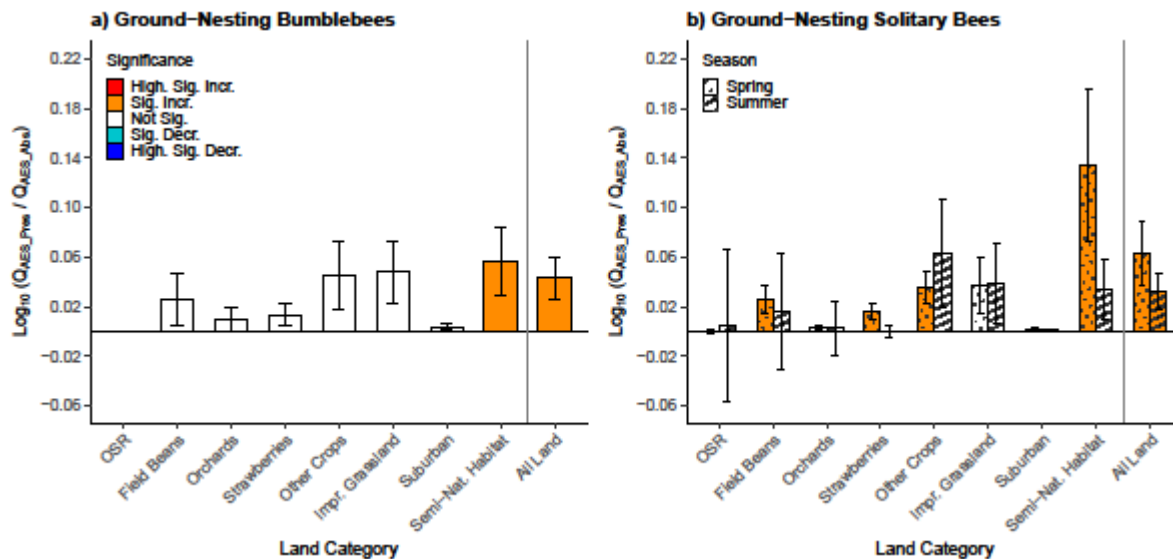 a) Ground-Nesting Bumblebees
Log₁₀ (Q_AES_Pres / Q_AES_Abs)
0.22
0.18
0.14
0.10
0.06
0.02
−0.02
−0.06
Significance
High. Sig. Incr.
Sig. Incr.
Not Sig.
Sig. Decr.
High. Sig. Decr.
OSR
Field Beans
Orchards
Strawberries
Other Crops
Impr. Grassland
Suburban
Semi-Nat. Habitat
All Land
Land Category
b) Ground-Nesting Solitary Bees
Log₁₀ (Q_AES_Pres / Q_AES_Abs)
0.22
0.18
0.14
0.10
0.06
0.02
−0.02
−0.06
Season
Spring
Summer
OSR
Field Beans
Orchards
Strawberries
Other Crops
Impr. Grassland
Suburban
Semi-Nat. Habitat
All Land
Land Category